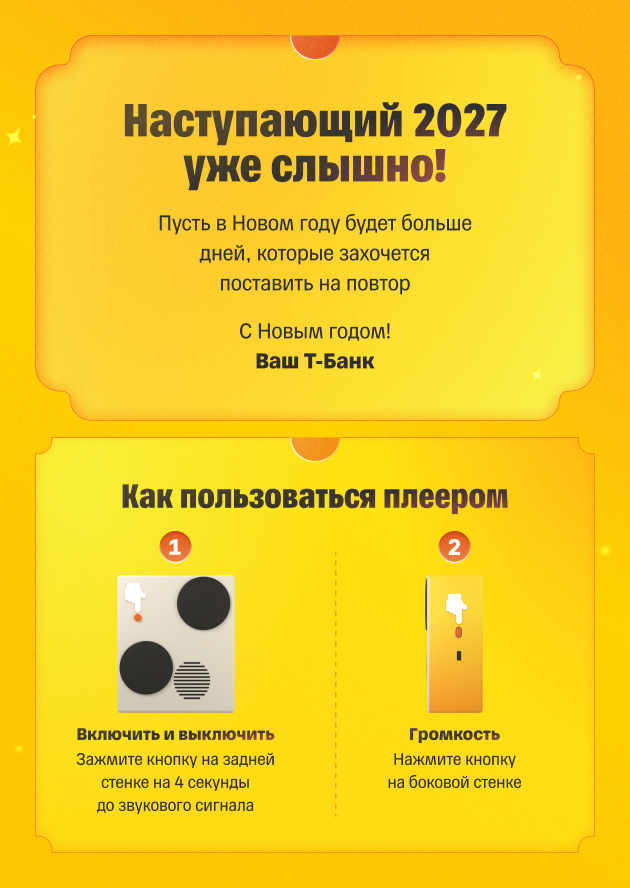 Наступающий 2027
уже слышно!
Пусть в Новом году будет больше
дней, которые захочется
поставить на повтор
С Новым годом!
Ваш Т-Банк
Как пользоваться плеером
1
Включить и выключить
Зажмите кнопку на задней
стенке на 4 секунды
до звукового сигнала
2
Громкость
Нажмите кнопку
на боковой стенке